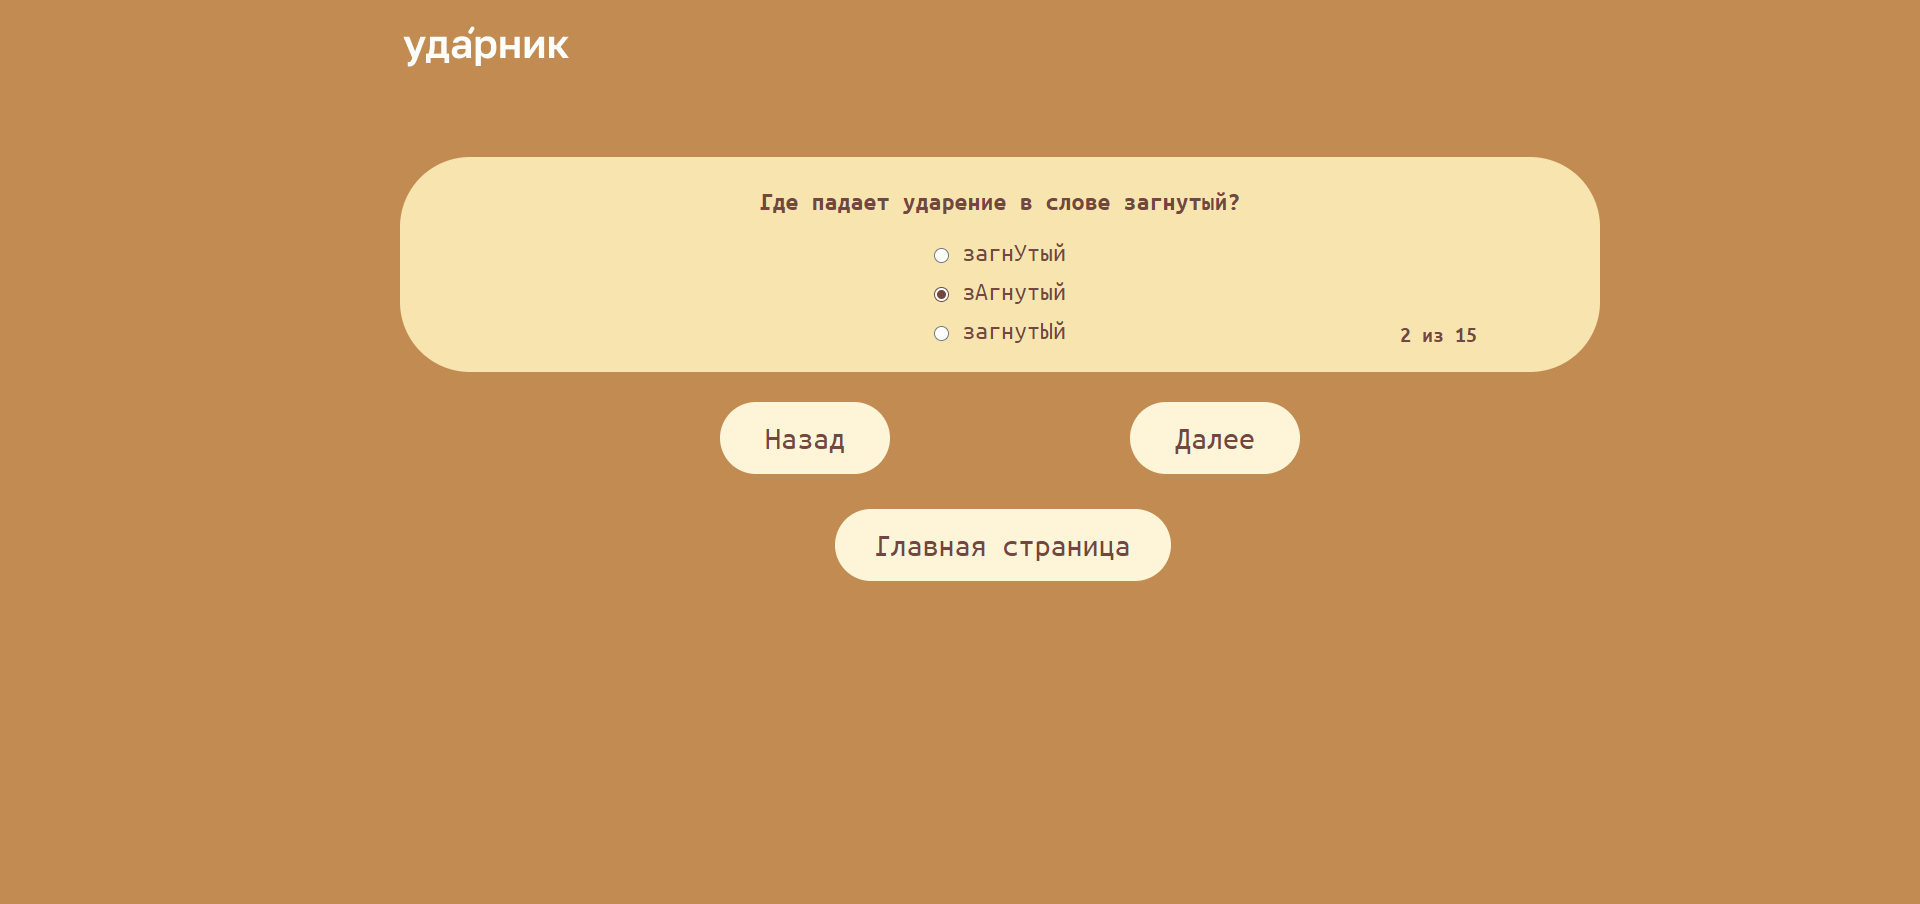 уда́рник
Где падает ударение в слове загнутый?
загнУтый
зАгнутый
загнутЫй
2 из 15
Назад
Далее
Главная страница